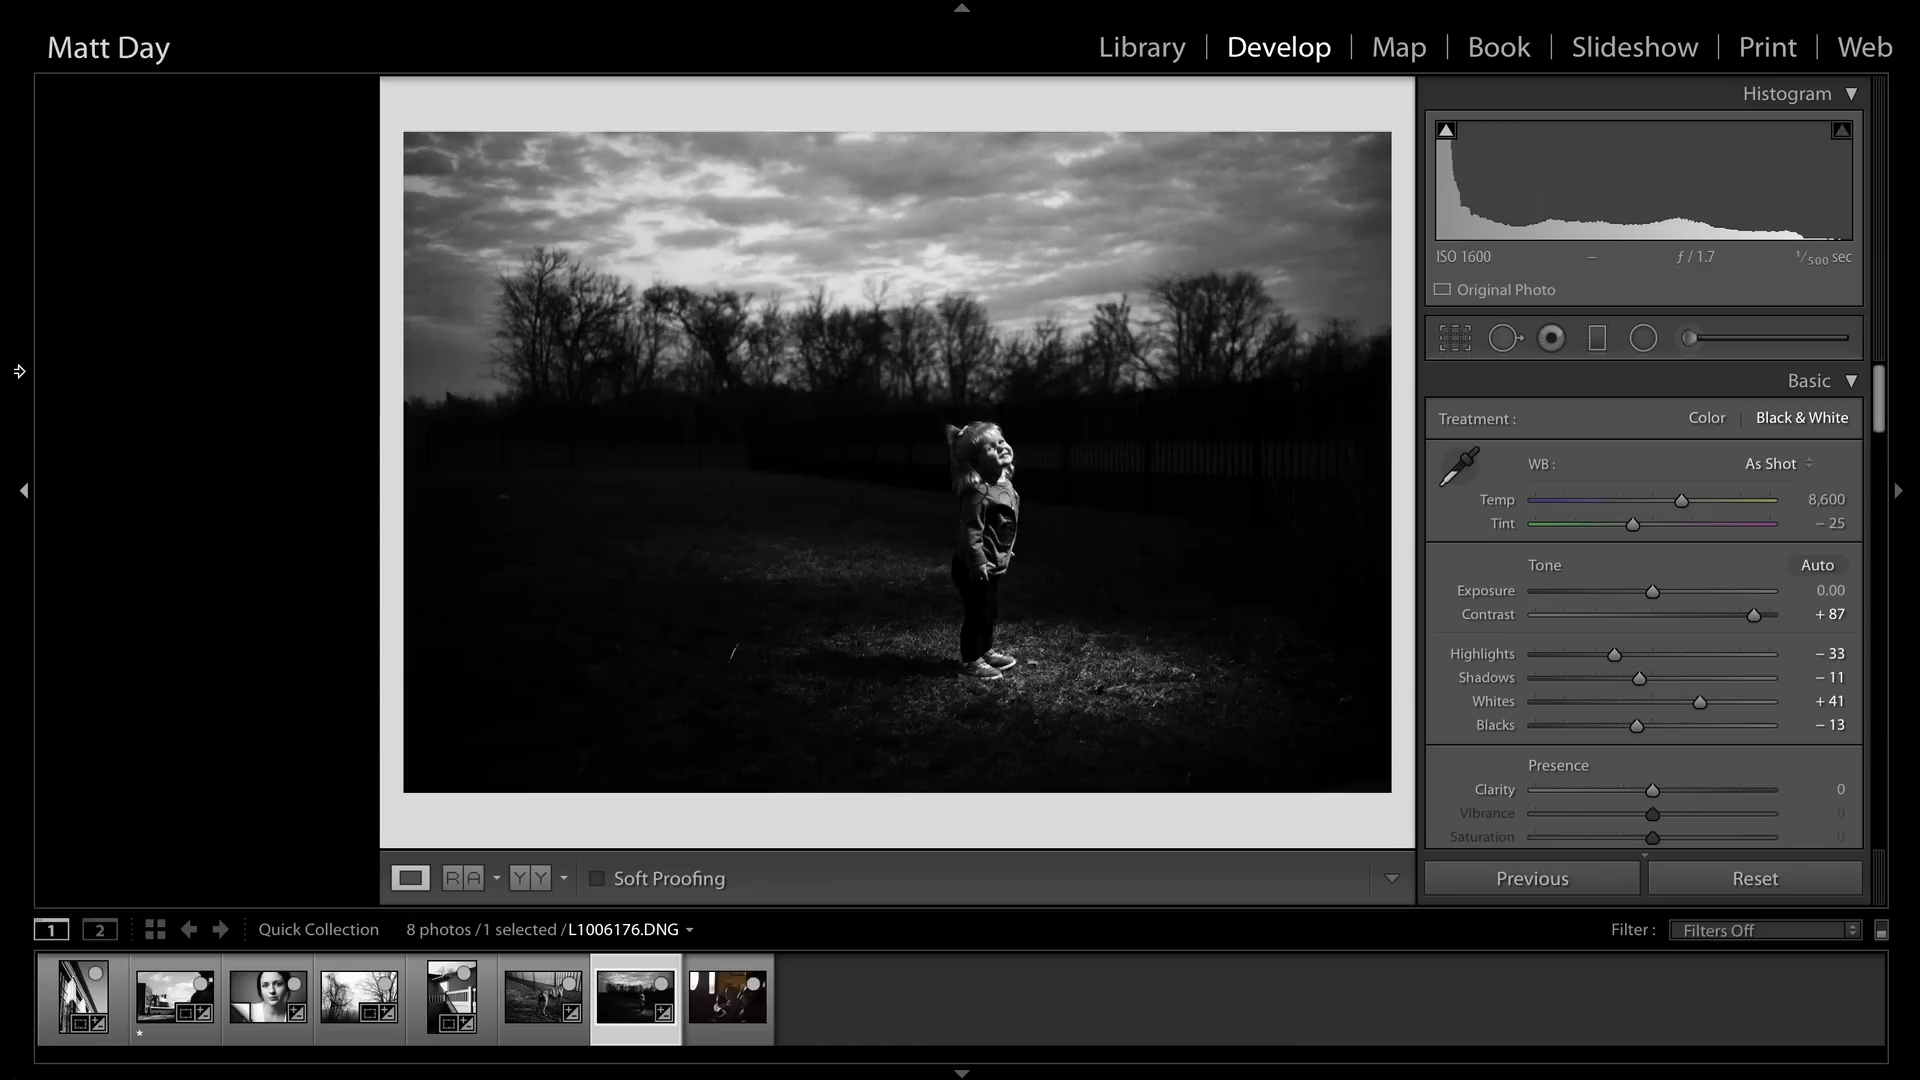 Matt Day
Library | Develop | Map | Book | Slideshow | Print | Web
Histogram
ISO 1600 – ƒ / 1.7 1/500 sec
Original Photo
Basic
Treatment : Color | Black & White
WB : As Shot
Temp 8,600
Tint – 25
Tone Auto
Exposure 0.00
Contrast + 87
Highlights – 33
Shadows – 11
Whites + 41
Blacks – 13
Presence
Clarity 0
Vibrance 0
Saturation 0
R A Y Y Soft Proofing
Previous Reset
1 2 Quick Collection 8 photos / 1 selected / L1006176.DNG Filter : Filters Off